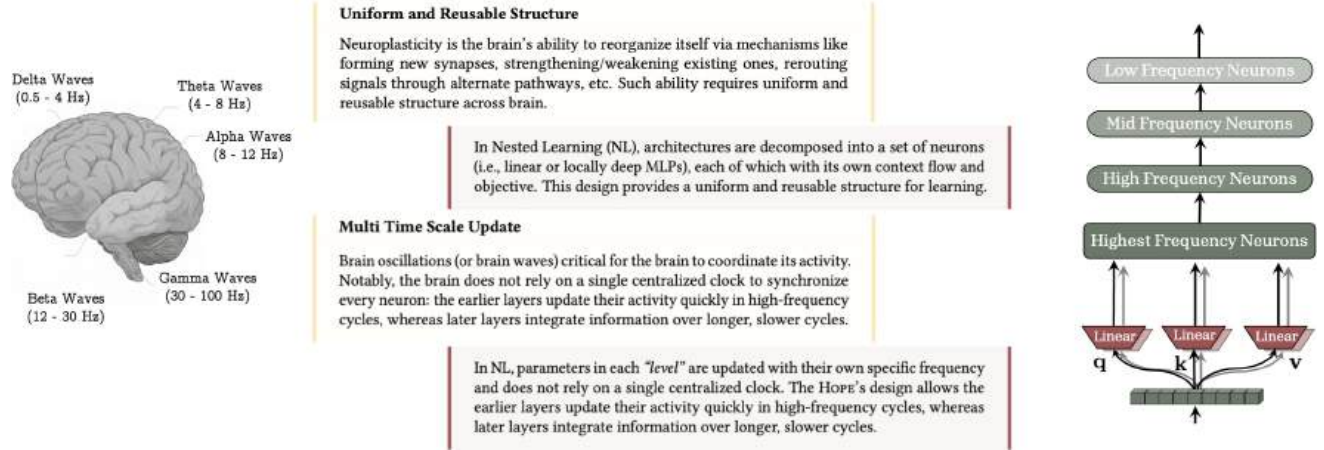 Delta Waves
(0.5 - 4 Hz)
Theta Waves
(4 - 8 Hz)
Alpha Waves
(8 - 12 Hz)
Gamma Waves
(30 - 100 Hz)
Beta Waves
(12 - 30 Hz)
Uniform and Reusable Structure
Neuroplasticity is the brain's ability to reorganize itself via mechanisms like
forming new synapses, strengthening/weakening existing ones, rerouting
signals through alternate pathways, etc. Such ability requires uniform and
reusable structure across brain.
In Nested Learning (NL), architectures are decomposed into a set of neurons
(i.e., linear or locally deep MLPs), each of which with its own context flow and
objective. This design provides a uniform and reusable structure for learning.
Multi Time Scale Update
Brain oscillations (or brain waves) critical for the brain to coordinate its activity.
Notably, the brain does not rely on a single centralized clock to synchronize
every neuron: the earlier layers update their activity quickly in high-frequency
cycles, whereas later layers integrate information over longer, slower cycles.
In NL, parameters in each "level" are updated with their own specific frequency
and does not rely on a single centralized clock. The HOPE's design allows the
earlier layers update their activity quickly in high-frequency cycles, whereas
later layers integrate information over longer, slower cycles.
Low Frequency Neurons
Mid Frequency Neurons
High Frequency Neurons
Highest Frequency Neurons
Linear Linear Linear
q k v